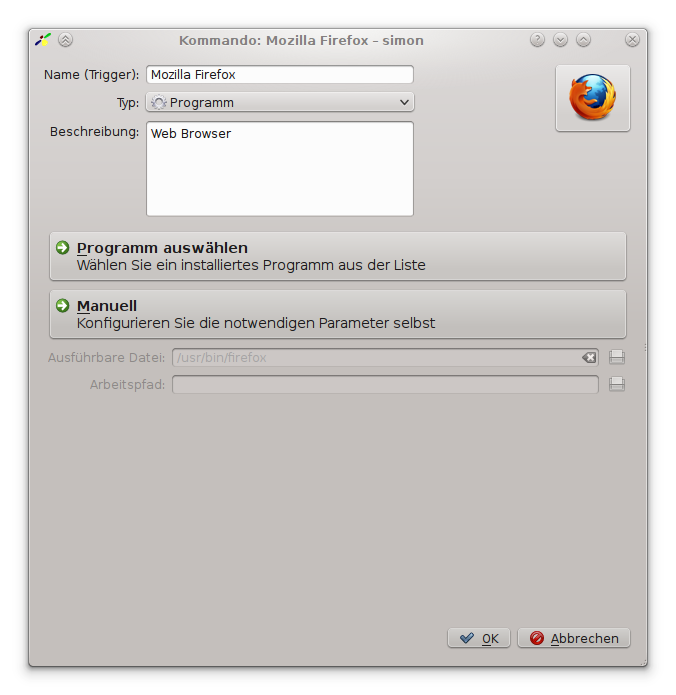 Kommando: Mozilla Firefox – simon
Name (Trigger): Mozilla Firefox
Typ: Programm
Beschreibung: Web Browser
Programm auswählen
Wählen Sie ein installiertes Programm aus der Liste
Manuell
Konfigurieren Sie die notwendigen Parameter selbst
Ausführbare Datei: /usr/bin/firefox
Arbeitspfad:
OK Abbrechen